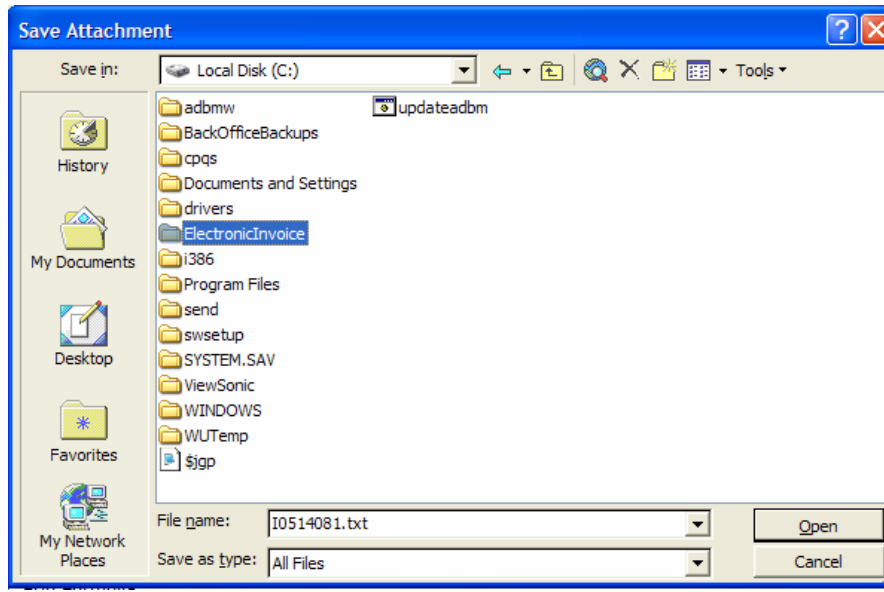 Save Attachment
Save in:
Local Disk (C:)
Tools
History
My Documents
Desktop
Favorites
My Network
Places
adbmw
BackOfficeBackups
cpqs
Documents and Settings
drivers
ElectronicInvoice
i386
Program Files
send
swsetup
SYSTEM.SAV
ViewSonic
WINDOWS
WUTemp
$jgp
updateadbm
File name:
I0514081.txt
Open
Save as type:
All Files
Cancel